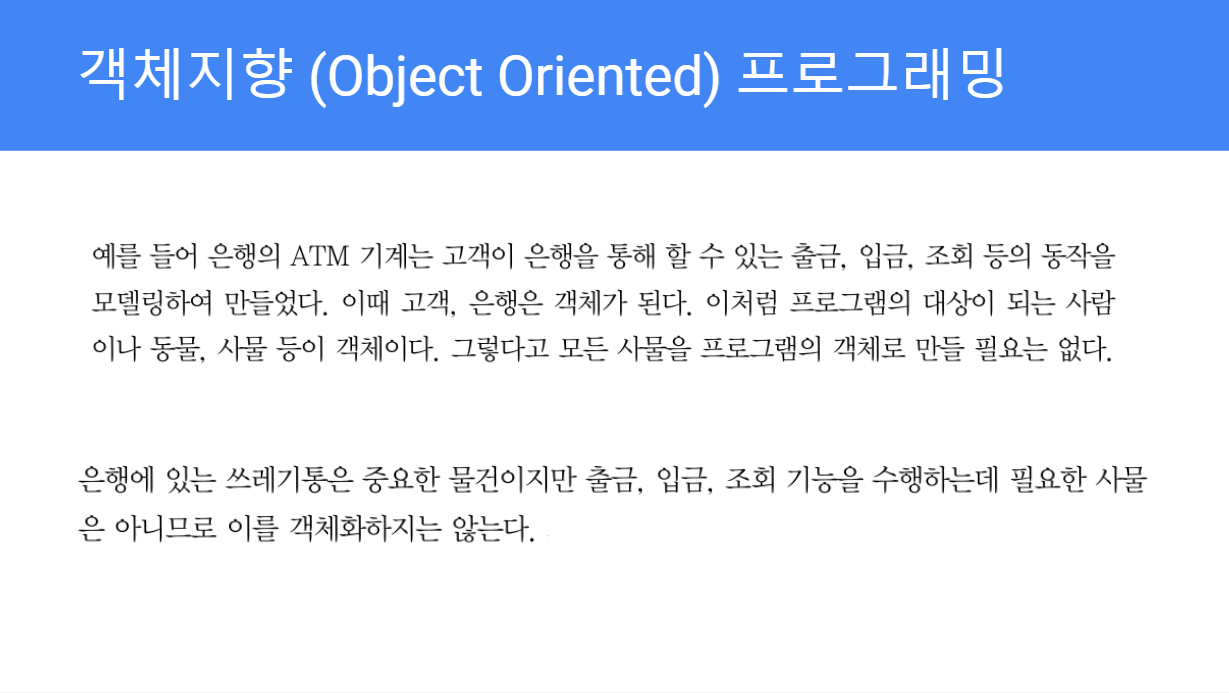 객체지향 (Object Oriented) 프로그래밍
예를 들어 은행의 ATM 기계는 고객이 은행을 통해 할 수 있는 출금, 입금, 조회 등의 동작을
모델링하여 만들었다. 이때 고객, 은행은 객체가 된다. 이처럼 프로그램의 대상이 되는 사람
이나 동물, 사물 등이 객체이다. 그렇다고 모든 사물을 프로그램의 객체로 만들 필요는 없다.
은행에 있는 쓰레기통은 중요한 물건이지만 출금, 입금, 조회 기능을 수행하는데 필요한 사물
은 아니므로 이를 객체화하지는 않는다.